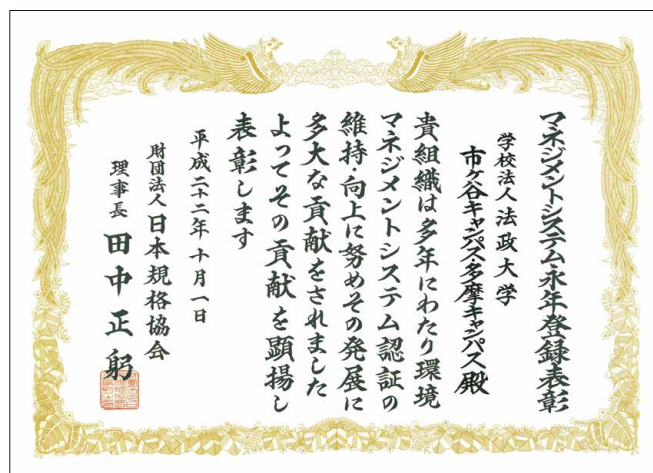 マネジメントシステム永年登録表彰
学校法人法政大学
市ケ谷キャンパス・多摩キャンパス殿
貴組織は多年にわたり環境
マネジメントシステム認証の
維持・向上に努めその発展に
多大な貢献をされました
よってその貢献を顕揚し
表彰します
平成二十二年十月一日
財団法人日本規格協会
理事長 田中正躬